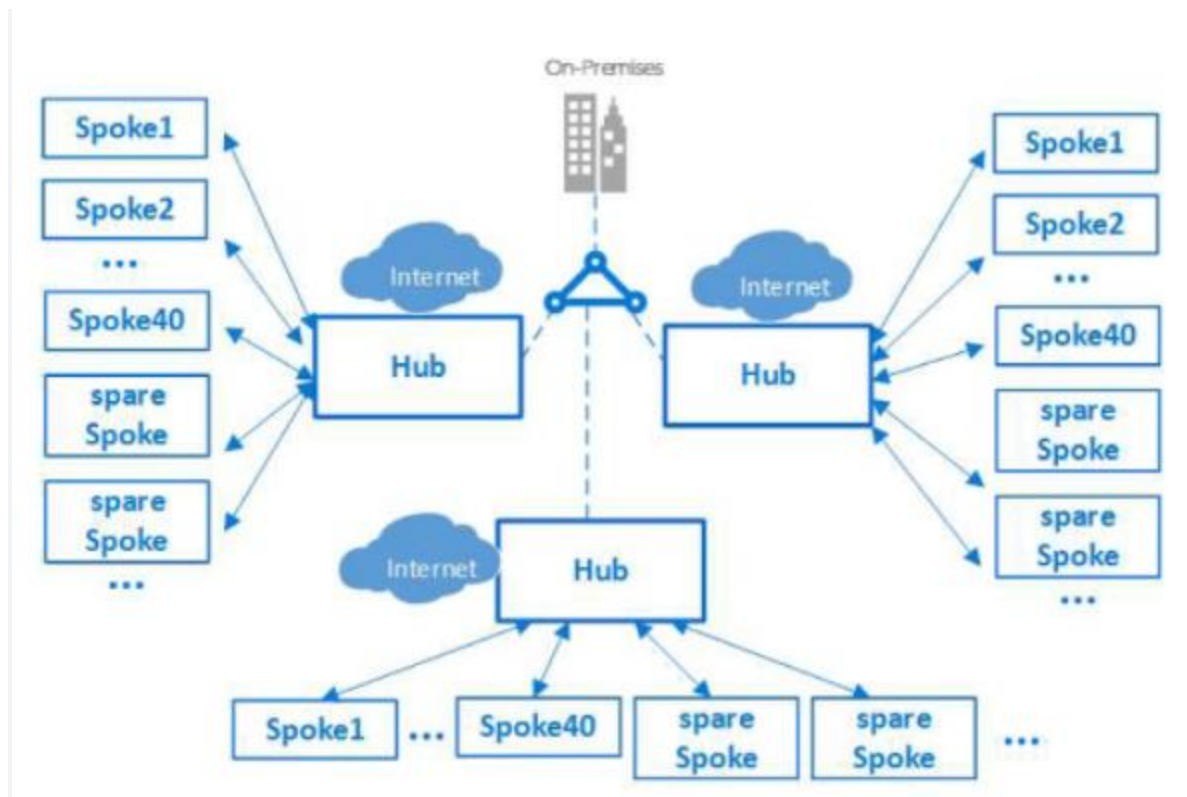 On-Premises
Spoke1
Spoke2
...
Spoke40
spare
Spoke
spare
Spoke
...
Internet
Hub
Internet
Hub
Spoke1
Spoke2
...
Spoke40
spare
Spoke
spare
Spoke
...
Internet
Hub
Spoke1
...
Spoke40
spare
Spoke
spare
Spoke
...